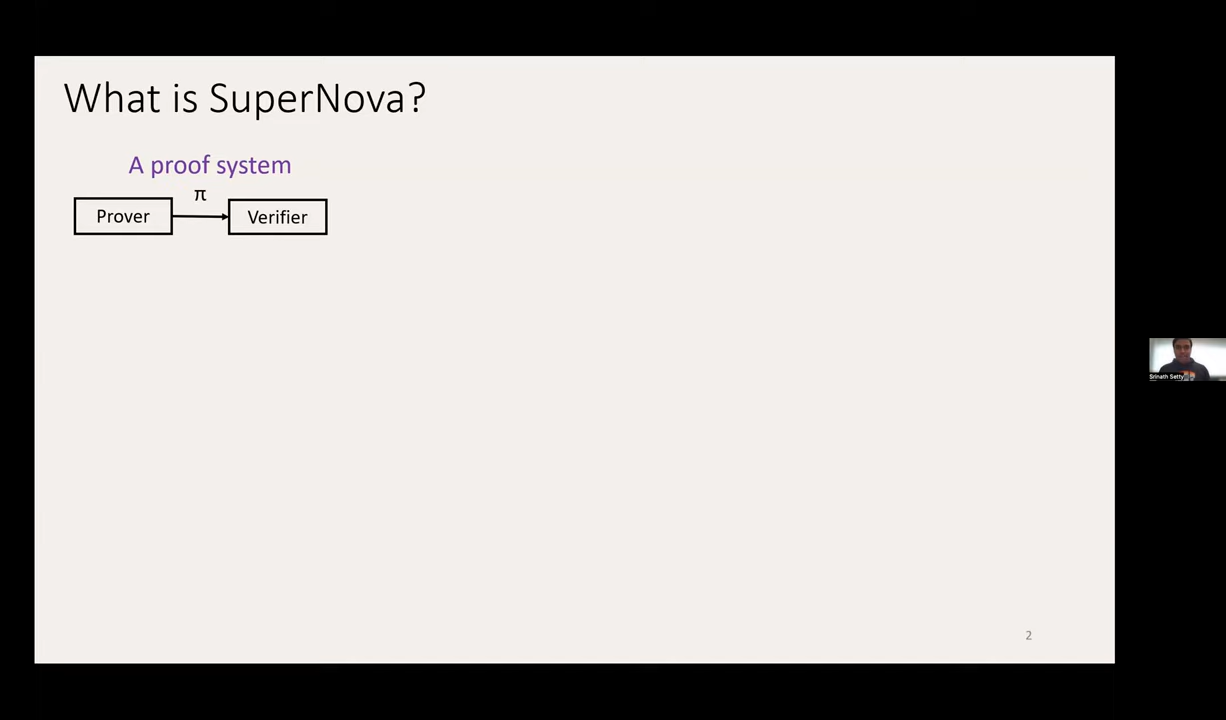 What is SuperNova?
A proof system
π
Prover
Verifier
Srinath Setty
2